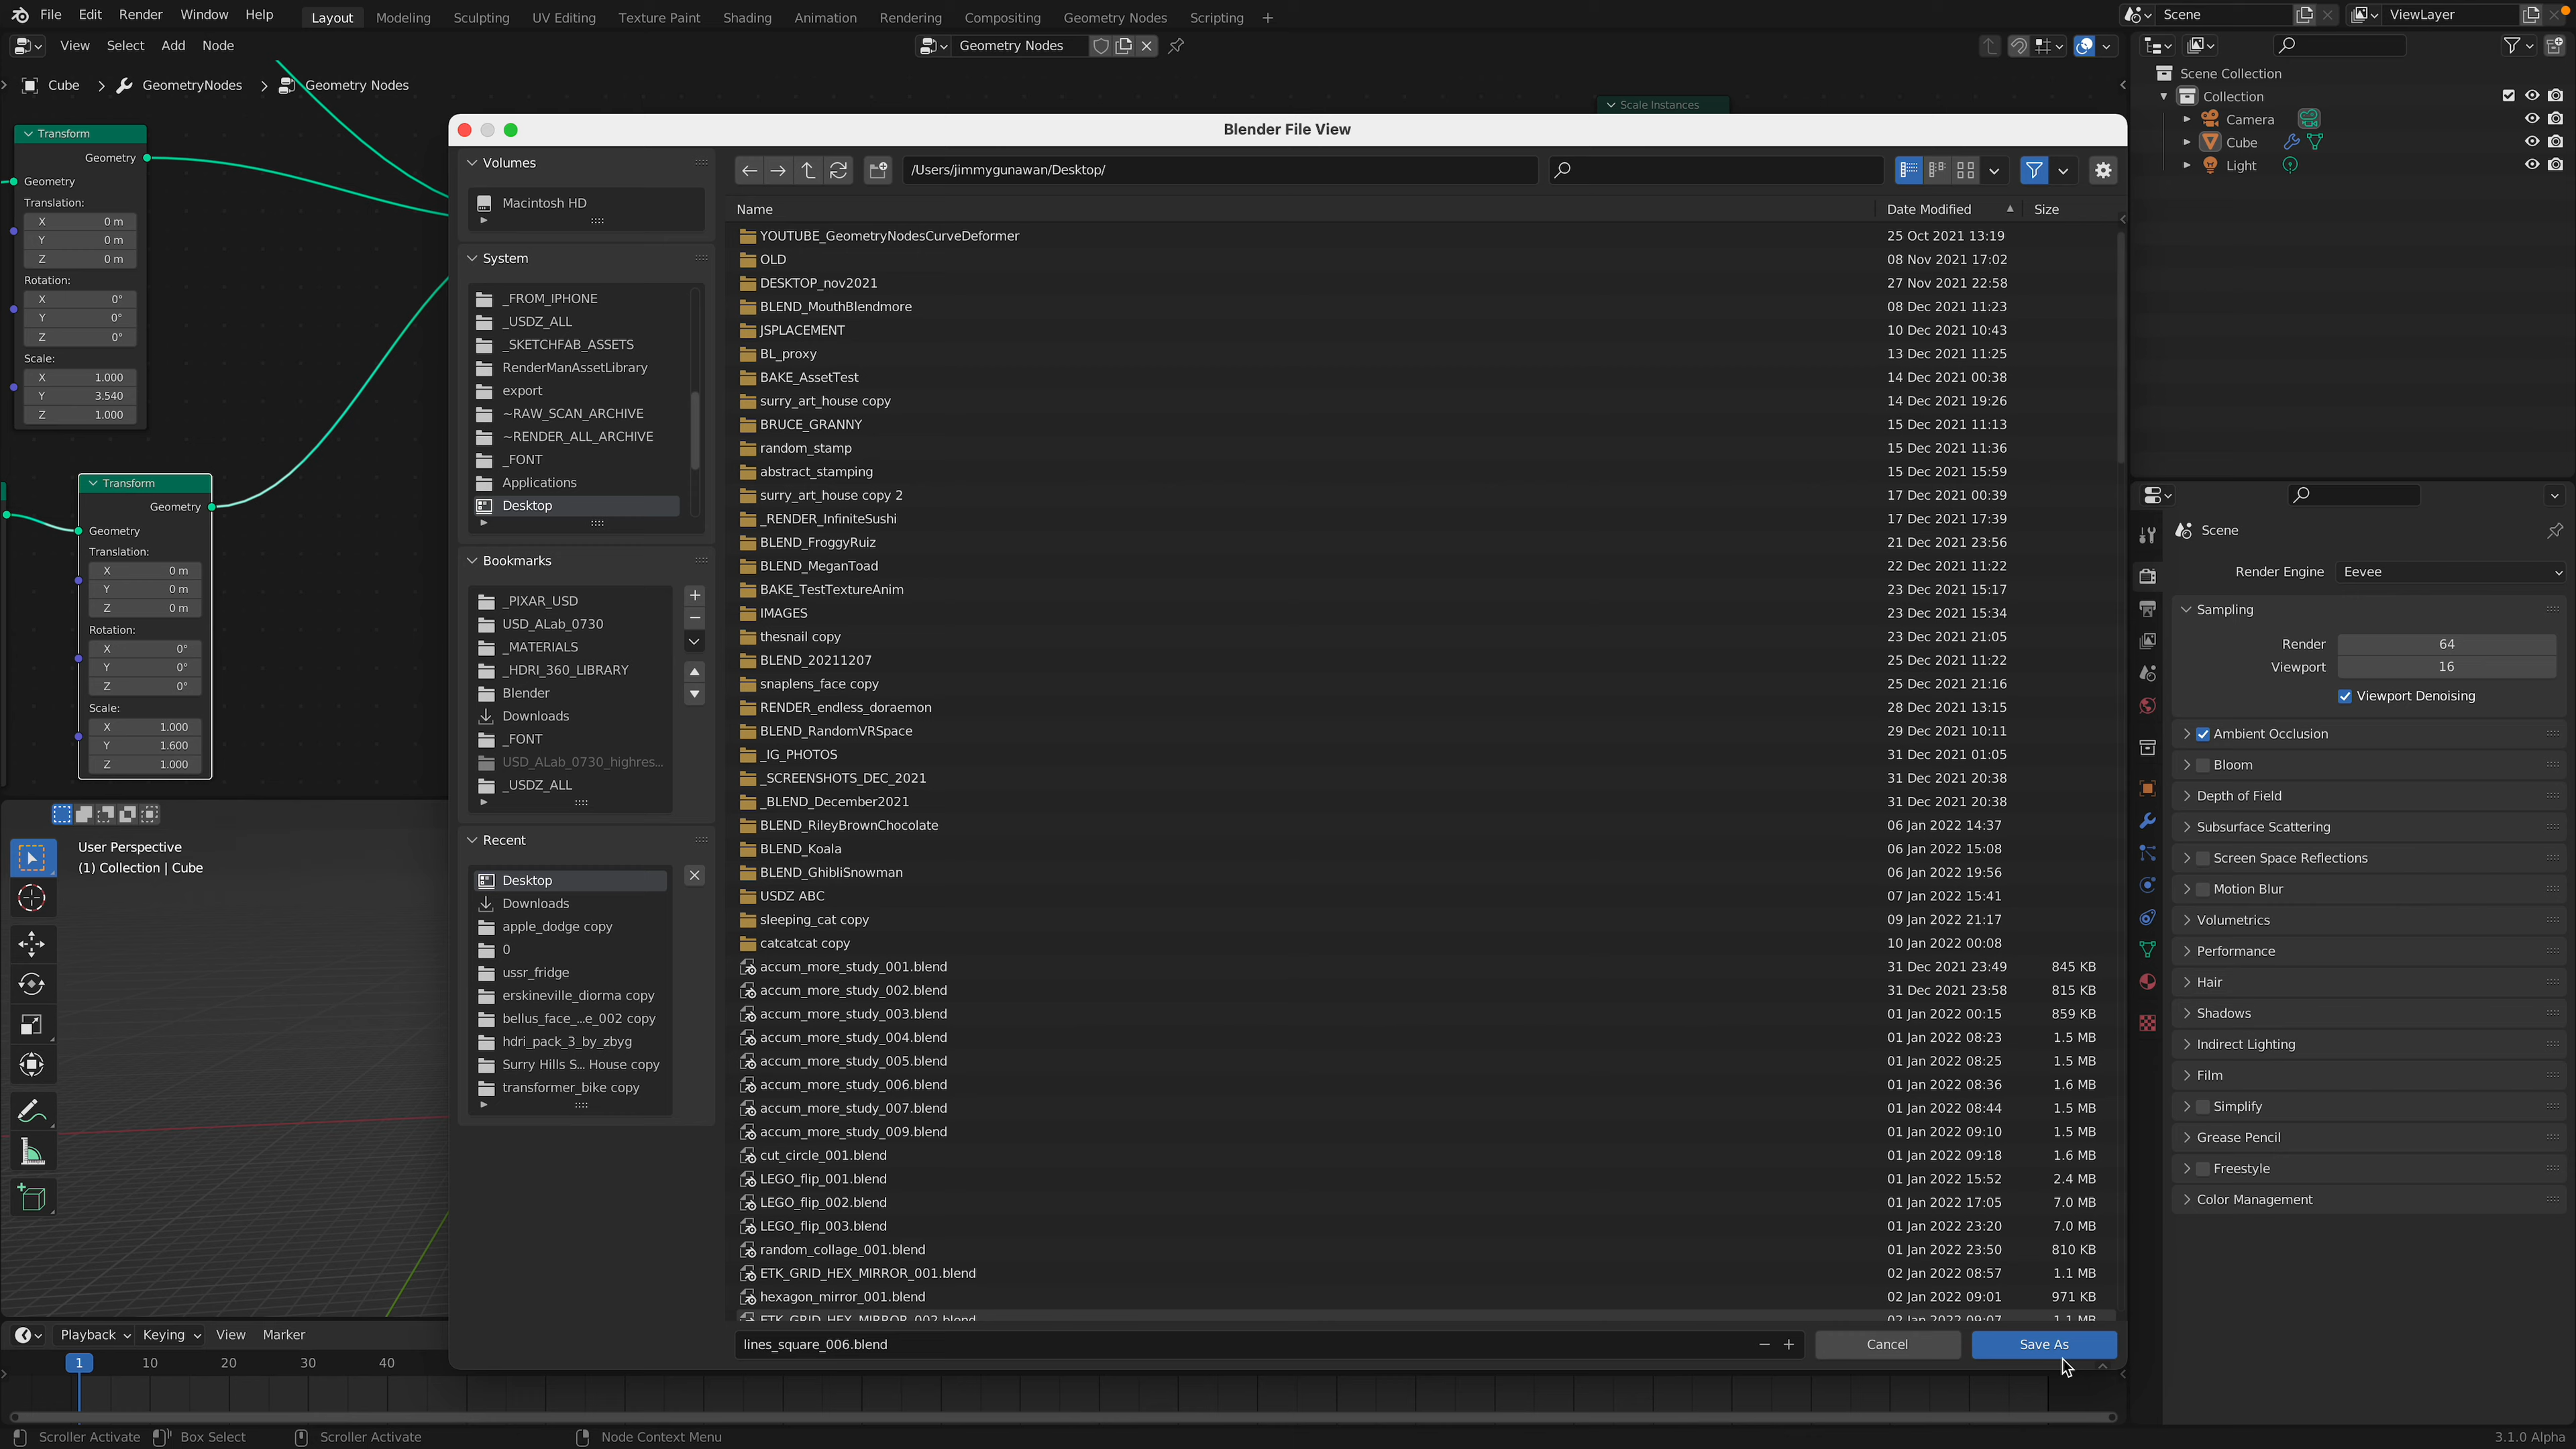 File Edit Render Window Help Layout Modeling Sculpting UV Editing Texture Paint Shading Animation Rendering Compositing Geometry Nodes Scripting + Scene ViewLayer
View Select Add Node Geometry Nodes
Cube > GeometryNodes > Geometry Nodes
Scene Collection
Collection
Camera
Cube
Light
Scale Instances
Transform
Geometry
Geometry
Translation:
X 0 m
Y 0 m
Z 0 m
Rotation:
X 0°
Y 0°
Z 0°
Scale:
X 1.000
Y 3.540
Z 1.000
Transform
Geometry
Geometry
Translation:
X 0 m
Y 0 m
Z 0 m
Rotation:
X 0°
Y 0°
Z 0°
Scale:
X 1.000
Y 1.600
Z 1.000
Blender File View
Volumes
Macintosh HD
System
_FROM_IPHONE
_USDZ_ALL
_SKETCHFAB_ASSETS
RenderManAssetLibrary
export
~RAW_SCAN_ARCHIVE
~RENDER_ALL_ARCHIVE
_FONT
Applications
Desktop
Bookmarks
_PIXAR_USD
USD_ALab_0730
_MATERIALS
_HDRI_360_LIBRARY
Blender
Downloads
_FONT
USD_ALab_0730_highres...
_USDZ_ALL
Recent
Desktop
Downloads
apple_dodge copy
0
ussr_fridge
erskineville_diorma copy
bellus_face_...e_002 copy
hdri_pack_3_by_zbyg
Surry Hills S... House copy
transformer_bike copy
/Users/jimmygunawan/Desktop/
Name Date Modified Size
YOUTUBE_GeometryNodesCurveDeformer 25 Oct 2021 13:19
OLD 08 Nov 2021 17:02
DESKTOP_nov2021 27 Nov 2021 22:58
BLEND_MouthBlendmore 08 Dec 2021 11:23
JSPLACEMENT 10 Dec 2021 10:43
BL_proxy 13 Dec 2021 11:25
BAKE_AssetTest 14 Dec 2021 00:38
surry_art_house copy 14 Dec 2021 19:26
BRUCE_GRANNY 15 Dec 2021 11:13
random_stamp 15 Dec 2021 11:36
abstract_stamping 15 Dec 2021 15:59
surry_art_house copy 2 17 Dec 2021 00:39
_RENDER_InfiniteSushi 17 Dec 2021 17:39
BLEND_FroggyRuiz 21 Dec 2021 23:56
BLEND_MeganToad 22 Dec 2021 11:22
BAKE_TestTextureAnim 23 Dec 2021 15:17
IMAGES 23 Dec 2021 15:34
thesnail copy 23 Dec 2021 21:05
BLEND_20211207 25 Dec 2021 11:22
snaplens_face copy 25 Dec 2021 21:16
RENDER_endless_doraemon 28 Dec 2021 13:15
BLEND_RandomVRSpace 29 Dec 2021 10:11
_IG_PHOTOS 31 Dec 2021 01:05
_SCREENSHOTS_DEC_2021 31 Dec 2021 20:38
_BLEND_December2021 31 Dec 2021 20:38
BLEND_RileyBrownChocolate 06 Jan 2022 14:37
BLEND_Koala 06 Jan 2022 15:08
BLEND_GhibliSnowman 06 Jan 2022 19:56
USDZ ABC 07 Jan 2022 15:41
sleeping_cat copy 09 Jan 2022 21:17
catcatcat copy 10 Jan 2022 00:08
accum_more_study_001.blend 31 Dec 2021 23:49 845 KB
accum_more_study_002.blend 31 Dec 2021 23:58 815 KB
accum_more_study_003.blend 01 Jan 2022 00:15 859 KB
accum_more_study_004.blend 01 Jan 2022 08:23 1.5 MB
accum_more_study_005.blend 01 Jan 2022 08:25 1.5 MB
accum_more_study_006.blend 01 Jan 2022 08:36 1.6 MB
accum_more_study_007.blend 01 Jan 2022 08:44 1.5 MB
accum_more_study_009.blend 01 Jan 2022 09:10 1.5 MB
cut_circle_001.blend 01 Jan 2022 09:18 1.6 MB
LEGO_flip_001.blend 01 Jan 2022 15:52 2.4 MB
LEGO_flip_002.blend 01 Jan 2022 17:05 7.0 MB
LEGO_flip_003.blend 01 Jan 2022 23:20 7.0 MB
random_collage_001.blend 01 Jan 2022 23:50 810 KB
ETK_GRID_HEX_MIRROR_001.blend 02 Jan 2022 08:57 1.1 MB
hexagon_mirror_001.blend 02 Jan 2022 09:01 971 KB
ETK_GRID_HEX_MIRROR_002.blend 02 Jan 2022 09:07 1.1 MB
lines_square_006.blend − + Cancel Save As
Scene
Render Engine Eevee
Sampling
Render 64
Viewport 16
Viewport Denoising
Ambient Occlusion
Bloom
Depth of Field
Subsurface Scattering
Screen Space Reflections
Motion Blur
Volumetrics
Performance
Hair
Shadows
Indirect Lighting
Film
Simplify
Grease Pencil
Freestyle
Color Management
User Perspective
(1) Collection | Cube
Playback Keying View Marker
1 10 20 30 40
Scroller Activate Box Select Scroller Activate Node Context Menu 3.1.0 Alpha